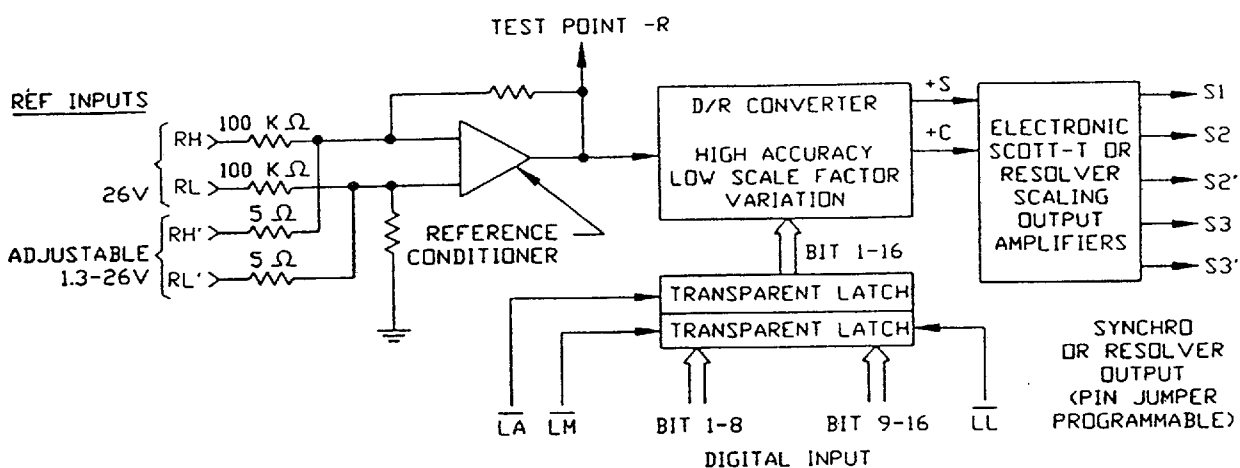 TEST POINT -R
REF INPUTS
RH
100 K Ω
RL
100 K Ω
26V
RH'
5 Ω
ADJUSTABLE
1.3-26V
RL'
5 Ω
REFERENCE
CONDITIONER
D/R CONVERTER
HIGH ACCURACY
LOW SCALE FACTOR
VARIATION
+S
+C
ELECTRONIC
SCOTT-T OR
RESOLVER
SCALING
OUTPUT
AMPLIFIERS
S1
S2
S2'
S3
S3'
BIT 1-16
TRANSPARENT LATCH
TRANSPARENT LATCH
L̅A̅
L̅M̅
BIT 1-8
BIT 9-16
L̅L̅
DIGITAL INPUT
SYNCHRO
OR RESOLVER
OUTPUT
(PIN JUMPER
PROGRAMMABLE)